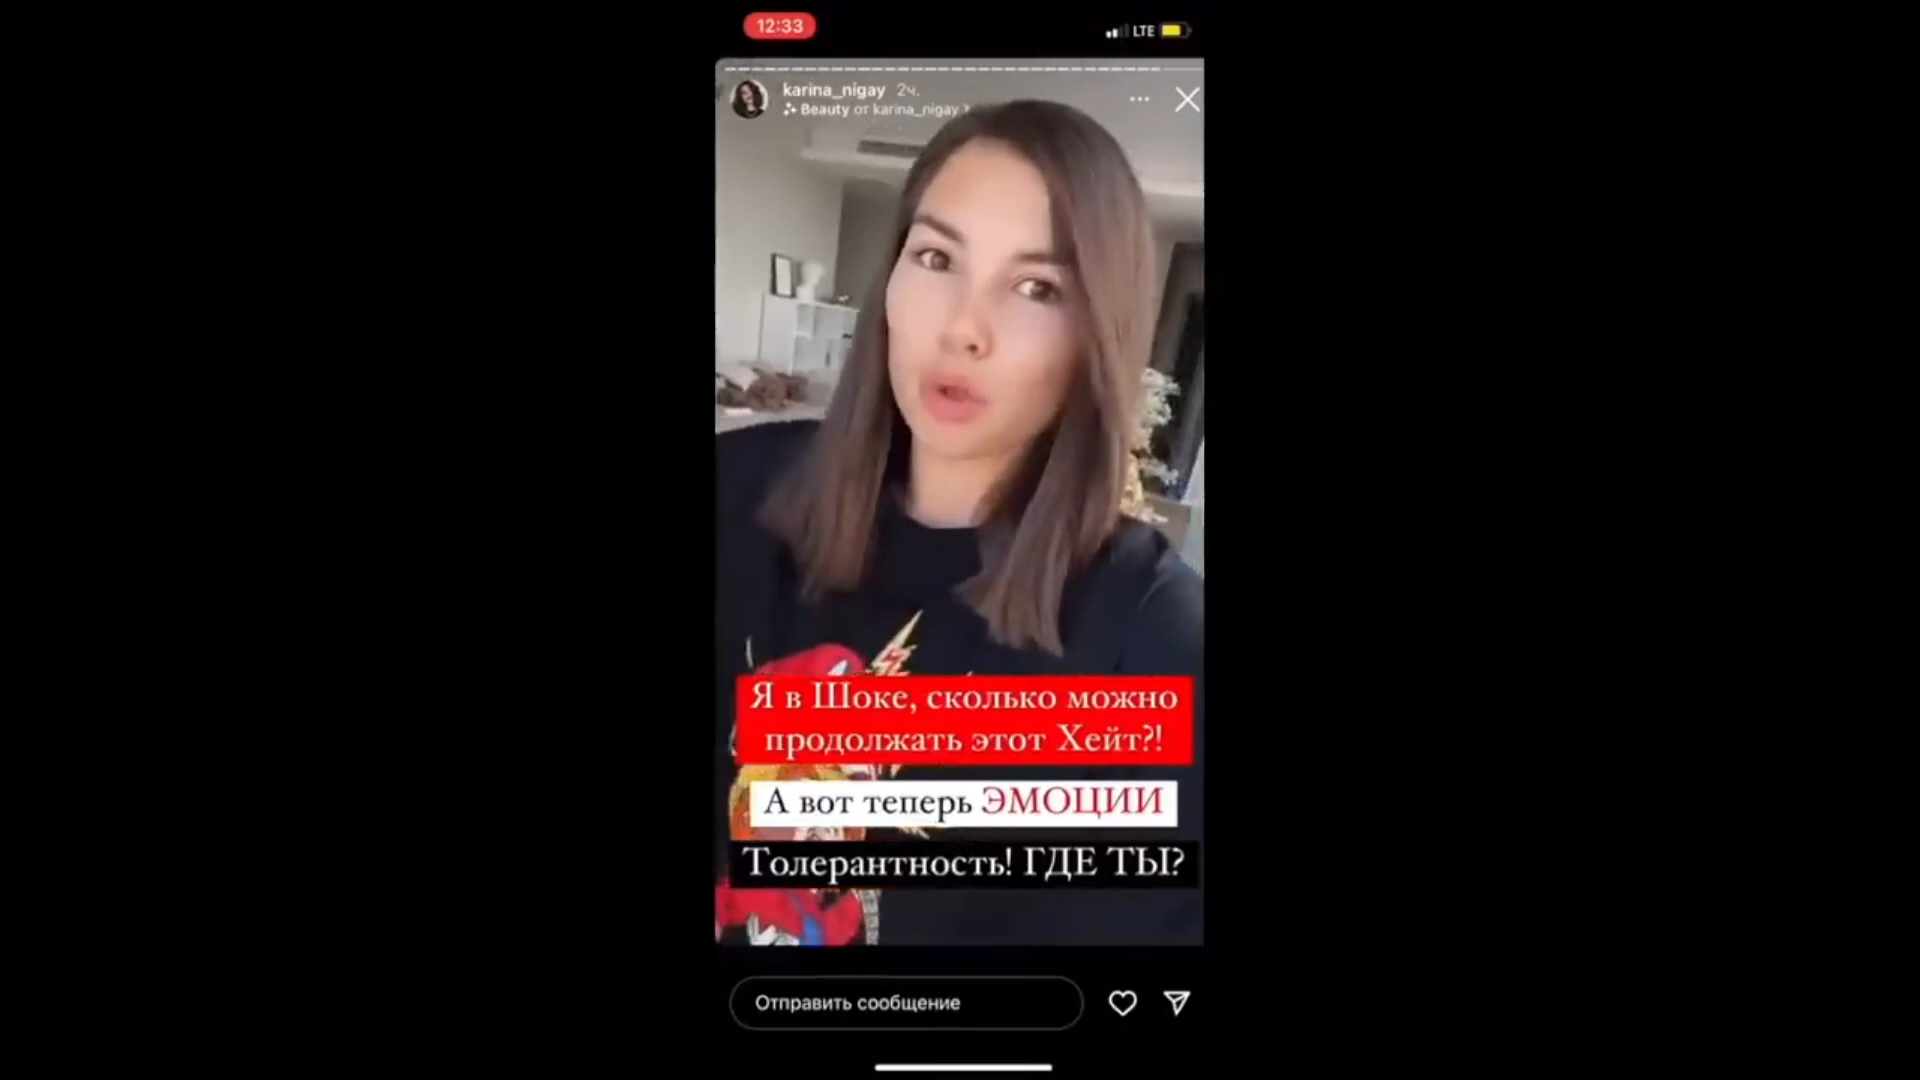 12:33
LTE
karina_nigay 2ч.
Beauty от karina_nigay
Я в Шоке, сколько можно
продолжать этот Хейт?!
А вот теперь ЭМОЦИИ
Толерантность! ГДЕ ТЫ?
Отправить сообщение